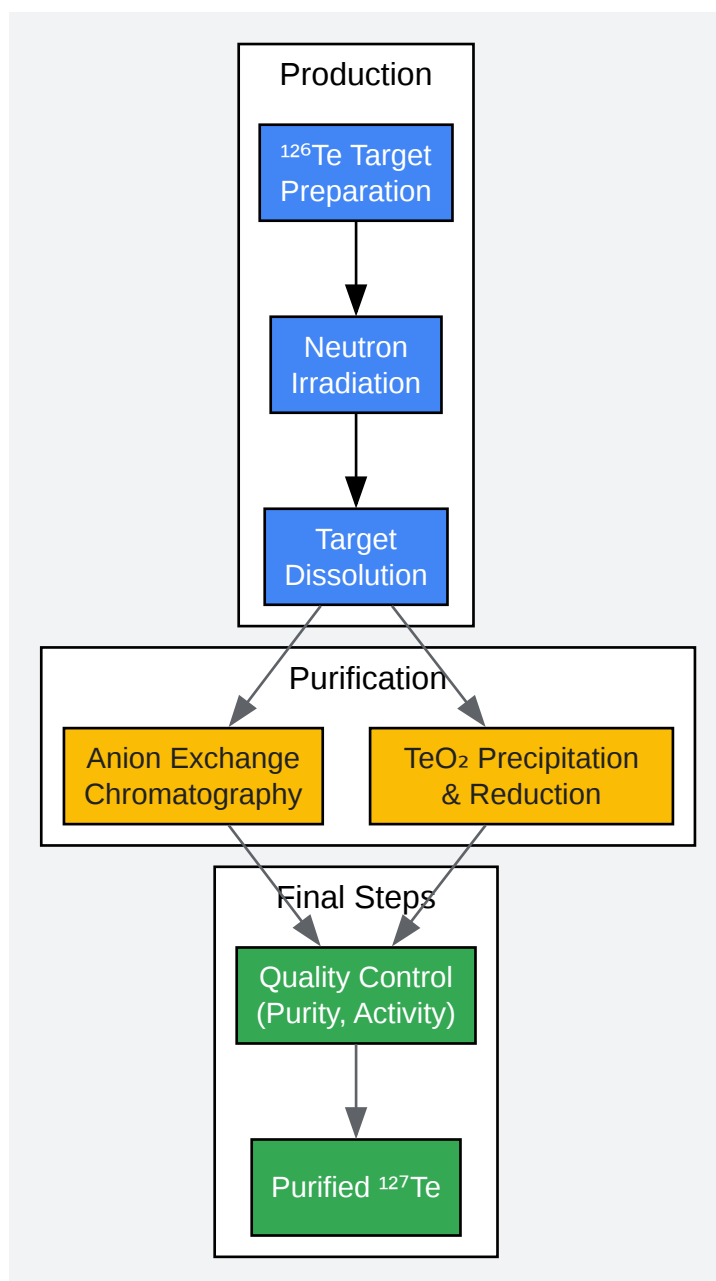 Production
¹²⁶Te Target
Preparation
Neutron
Irradiation
Target
Dissolution
Purification
Anion Exchange
Chromatography
TeO₂ Precipitation
& Reduction
Final Steps
Quality Control
(Purity, Activity)
Purified ¹²⁷Te